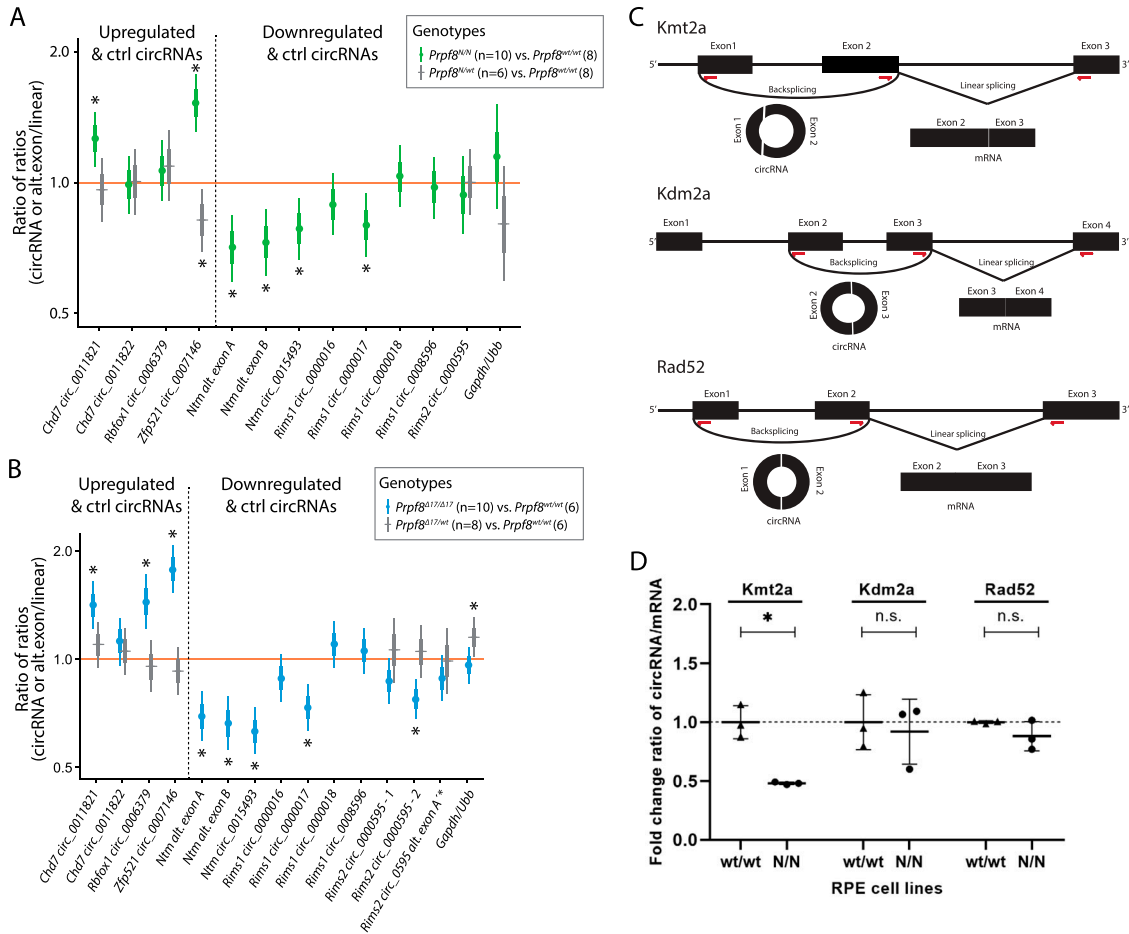 A
Upregulated
& ctrl circRNAs
Downregulated
& ctrl circRNAs
Genotypes
Prpf8N/N (n=10) vs. Prpf8wt/wt (8)
Prpf8N/wt (n=6) vs. Prpf8wt/wt (8)
Ratio of ratios
(circRNA or alt.exon/linear)
2.0
1.0
0.5
* * * * * * *
Chd7 circ_0011821
Chd7 circ_0011822
Rbfox1 circ_0006379
Zfp521 circ_0007146
Ntm alt. exon A
Ntm alt. exon B
Ntm circ_0015493
Rims1 circ_0000016
Rims1 circ_0000017
Rims1 circ_0000018
Rims1 circ_0008596
Rims2 circ_0000595
Gapdh/Ubb
B
Upregulated
& ctrl circRNAs
Downregulated
& ctrl circRNAs
Genotypes
Prpf8Δ17/Δ17 (n=10) vs. Prpf8wt/wt (6)
Prpf8Δ17/wt (n=8) vs. Prpf8wt/wt (6)
Ratio of ratios
(circRNA or alt.exon/linear)
2.0
1.0
0.5
* * * * * * * * *
Chd7 circ_0011821
Chd7 circ_0011822
Rbfox1 circ_0006379
Zfp521 circ_0007146
Ntm alt. exon A
Ntm alt. exon B
Ntm circ_0015493
Rims1 circ_0000016
Rims1 circ_0000017
Rims1 circ_0000018
Rims1 circ_0008596
Rims2 circ_0000595 - 1
Rims2 circ_0000595 - 2
Rims2 circ_0595 alt. exon A ‘*
Gapdh/Ubb
C
Kmt2a
Exon1 Exon 2 Exon 3
5′ 3′
Backsplicing Linear splicing
Exon 1 Exon 2
circRNA
Exon 2 Exon 3
mRNA
Kdm2a
Exon1 Exon 2 Exon 3 Exon 4
5′ 3′
Backsplicing Linear splicing
Exon 2 Exon 3
circRNA
Exon 3 Exon 4
mRNA
Rad52
Exon1 Exon 2 Exon 3
5′ 3′
Backsplicing Linear splicing
Exon 1 Exon 2
circRNA
Exon 2 Exon 3
mRNA
D
Kmt2a Kdm2a Rad52
* n.s. n.s.
Fold change ratio of circRNA/mRNA
2.0
1.5
1.0
0.5
0.0
wt/wt N/N wt/wt N/N wt/wt N/N
RPE cell lines